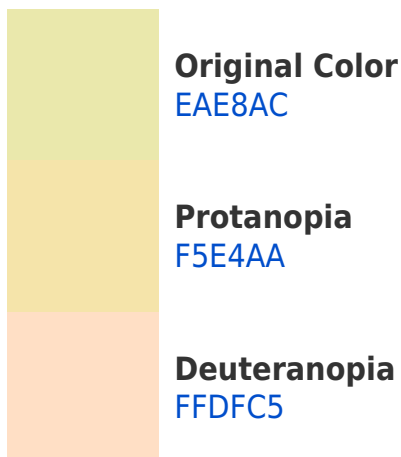 Original Color
EAE8AC
Protanopia
F5E4AA
Deuteranopia
FFDFC5